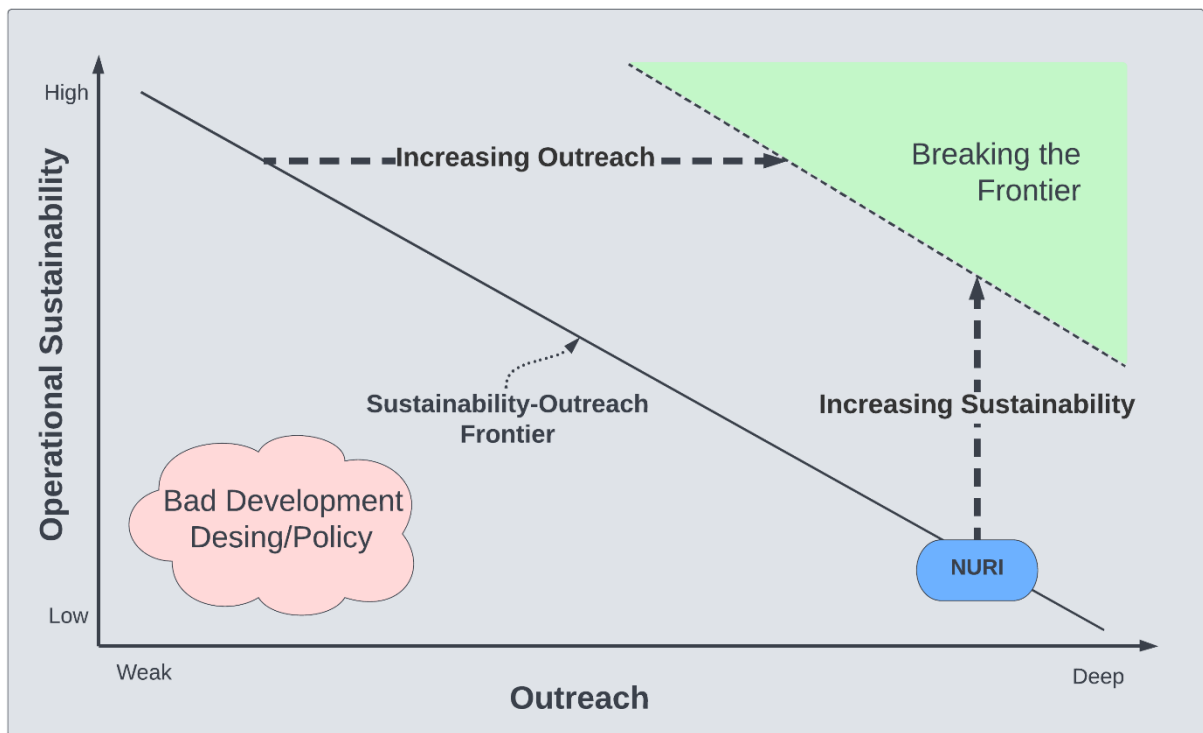 High
Operational Sustainability
Increasing Outreach
Breaking the
Frontier
Sustainability-Outreach
Frontier
Increasing Sustainability
Bad Development
Desing/Policy
NURI
Low
Weak
Deep
Outreach